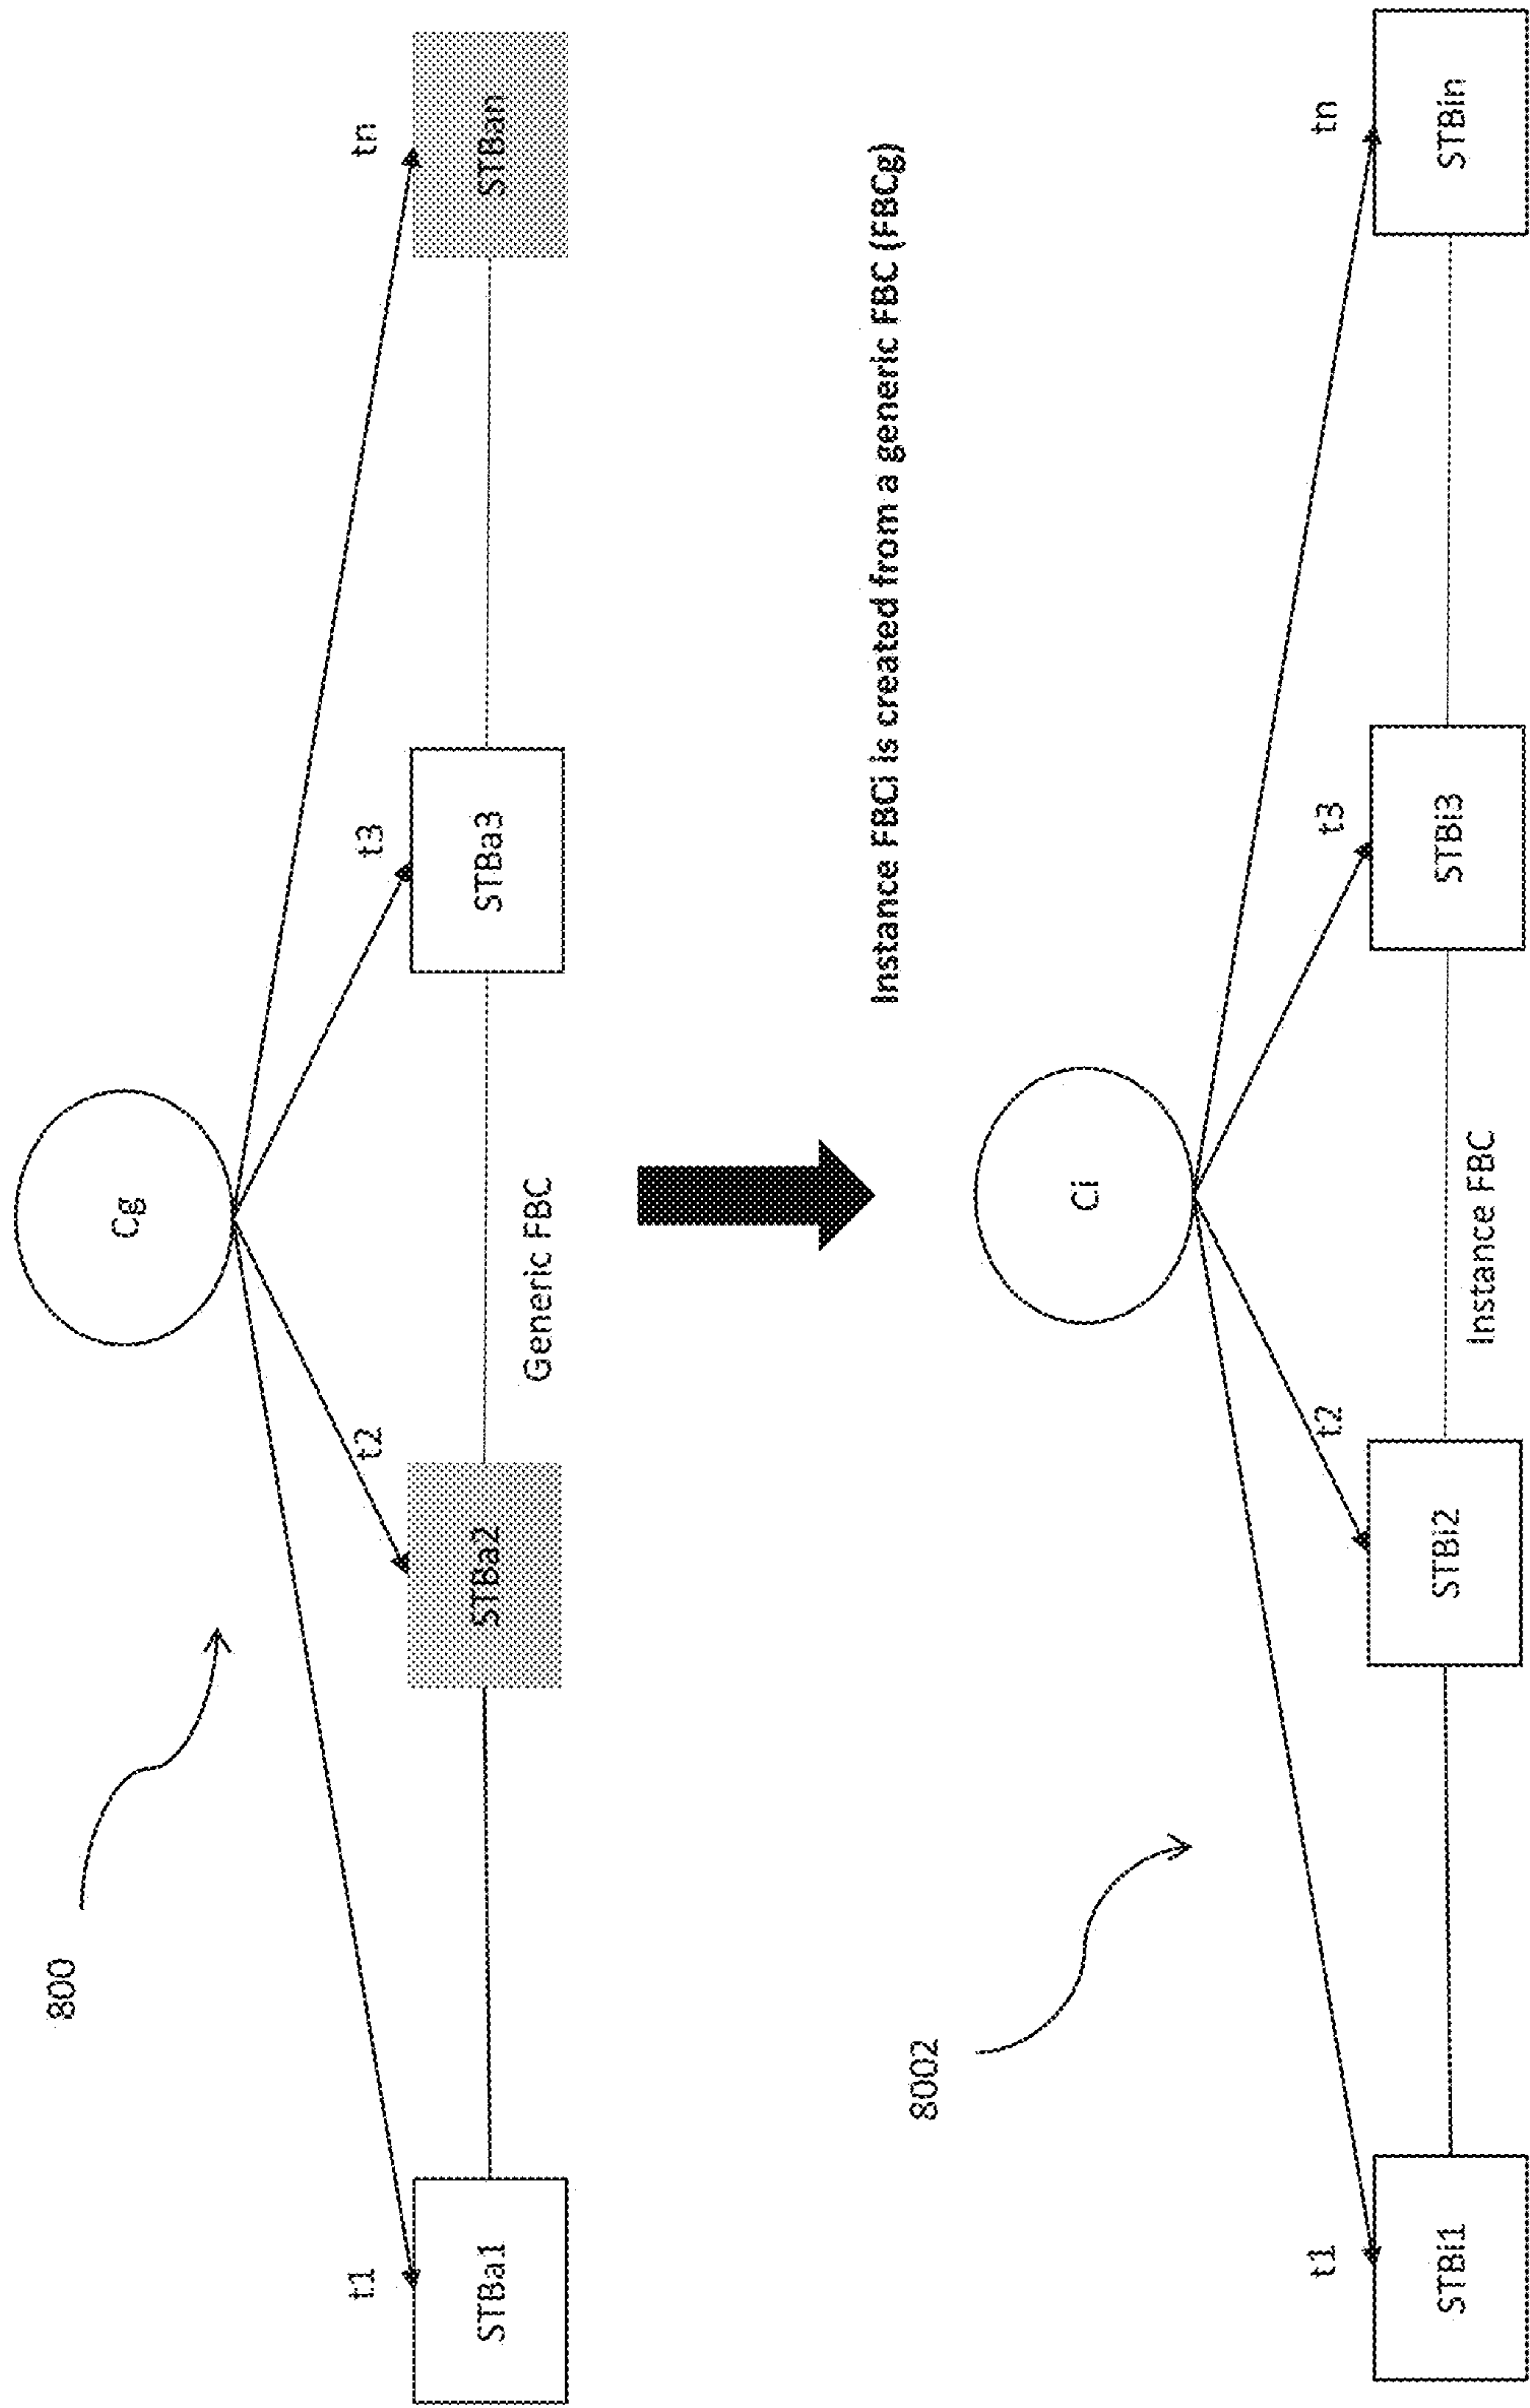 800
Cg
t1
t2
t3
tn
STBa1
STBa2
STBa3
STBan
Generic FBC
Instance FBCi is created from a generic FBC (FBCg)
8002
Ci
t1
t2
t3
tn
STBi1
STBi2
STBi3
STBin
Instance FBC